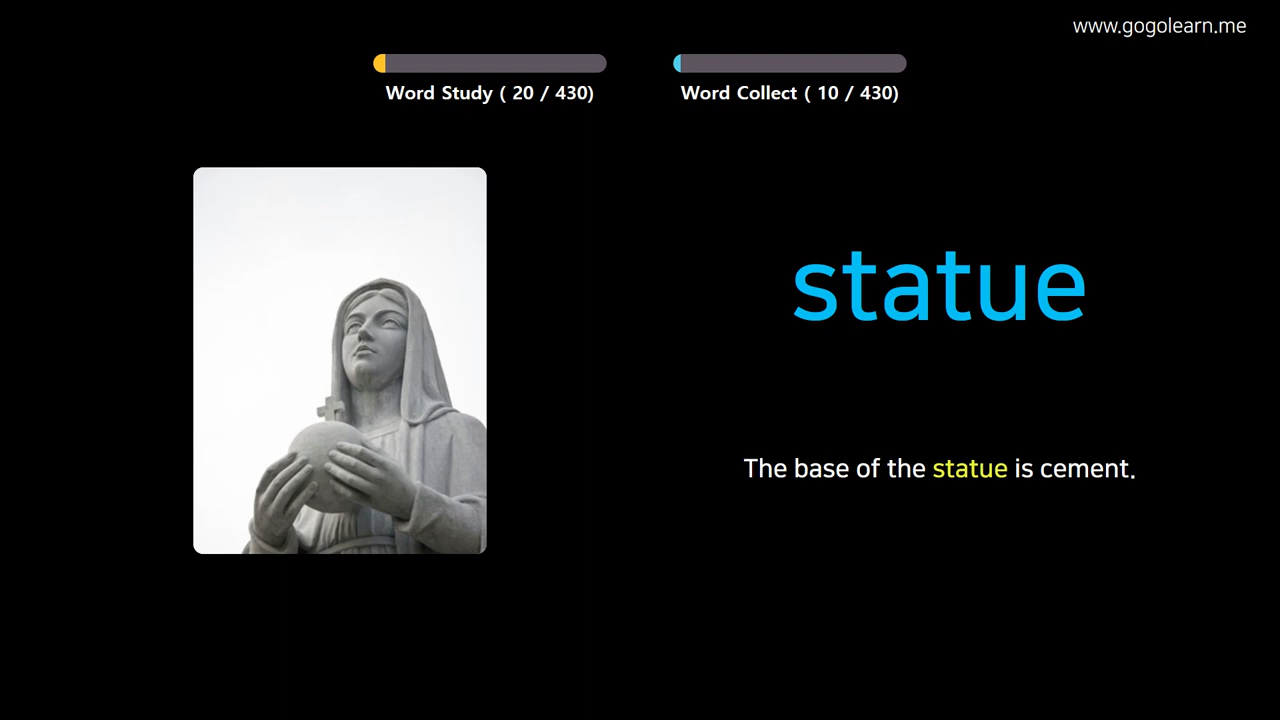 www.gogolearn.me
Word Study ( 20 / 430)
Word Collect ( 10 / 430)
statue
The base of the statue is cement.